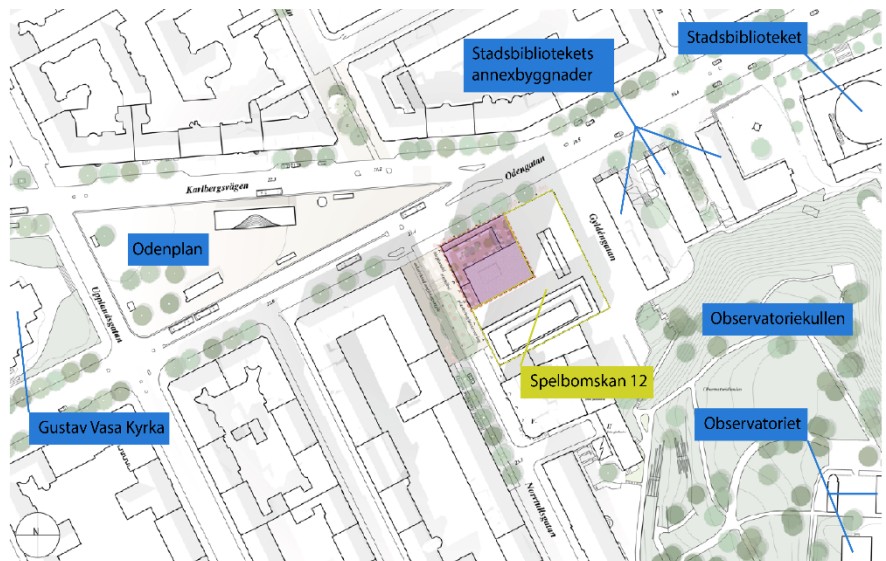 Stadsbibliotekets
annexbyggnader
Stadsbiblioteket
Odengatan
Karlbergsvägen
Gyldéngatan
Odenplan
Upplandsgatan
Observatoriekullen
Spelbomskan 12
Gustav Vasa Kyrka
Observatoriet
Norrtullsgatan
N